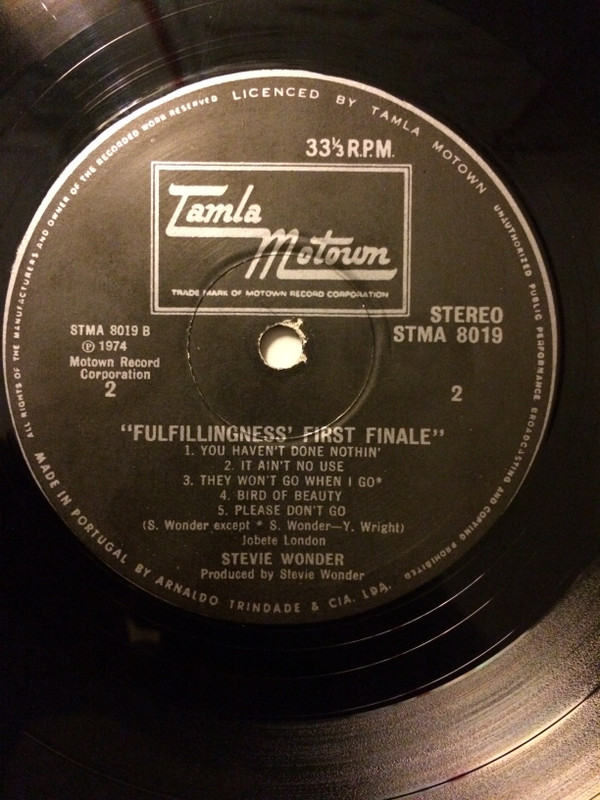 ALL RIGHTS OF THE MANUFACTURERS AND OWNER OF THE RECORDED WORK RESERVED
LICENCED BY TAMLA MOTOWN
UNAUTHORIZED PUBLIC PERFORMANCE BROADCASTING AND COPYING PROHIBITED
33⅓ R.P.M.
Tamla
Motown
TRADE MARK OF MOTOWN RECORD CORPORATION
STMA 8019 B
Ⓟ 1974
Motown Record
Corporation
2
STEREO
STMA 8019
2
"FULFILLINGNESS' FIRST FINALE"
1. YOU HAVEN'T DONE NOTHIN'
2. IT AIN'T NO USE
3. THEY WON'T GO WHEN I GO*
4. BIRD OF BEAUTY
5. PLEASE DON'T GO
(S. Wonder except * S. Wonder—Y. Wright)
Jobete London
STEVIE WONDER
Produced by Stevie Wonder
MADE IN PORTUGAL BY ARNALDO TRINDADE & CIA. LDA.